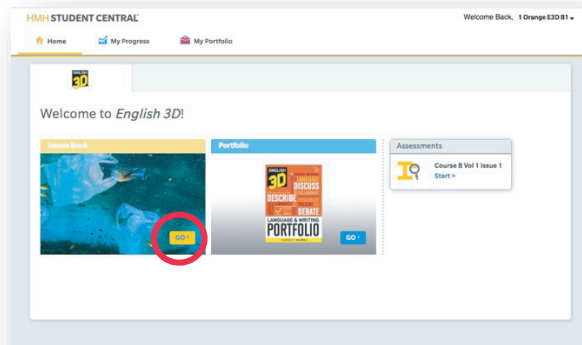 HMH STUDENT CENTRAL
Welcome Back, 1 Orange E3D B1
Home
My Progress
My Portfolio
3D
Welcome to English 3D!
Issues Book
GO ›
Portfolio
ENGLISH
3D
LANGUAGE
DISCUSS
DESCRIBE
DEBATE
LANGUAGE & WRITING
PORTFOLIO
GO ›
Assessments
Course B Vol 1 Issue 1
Start >